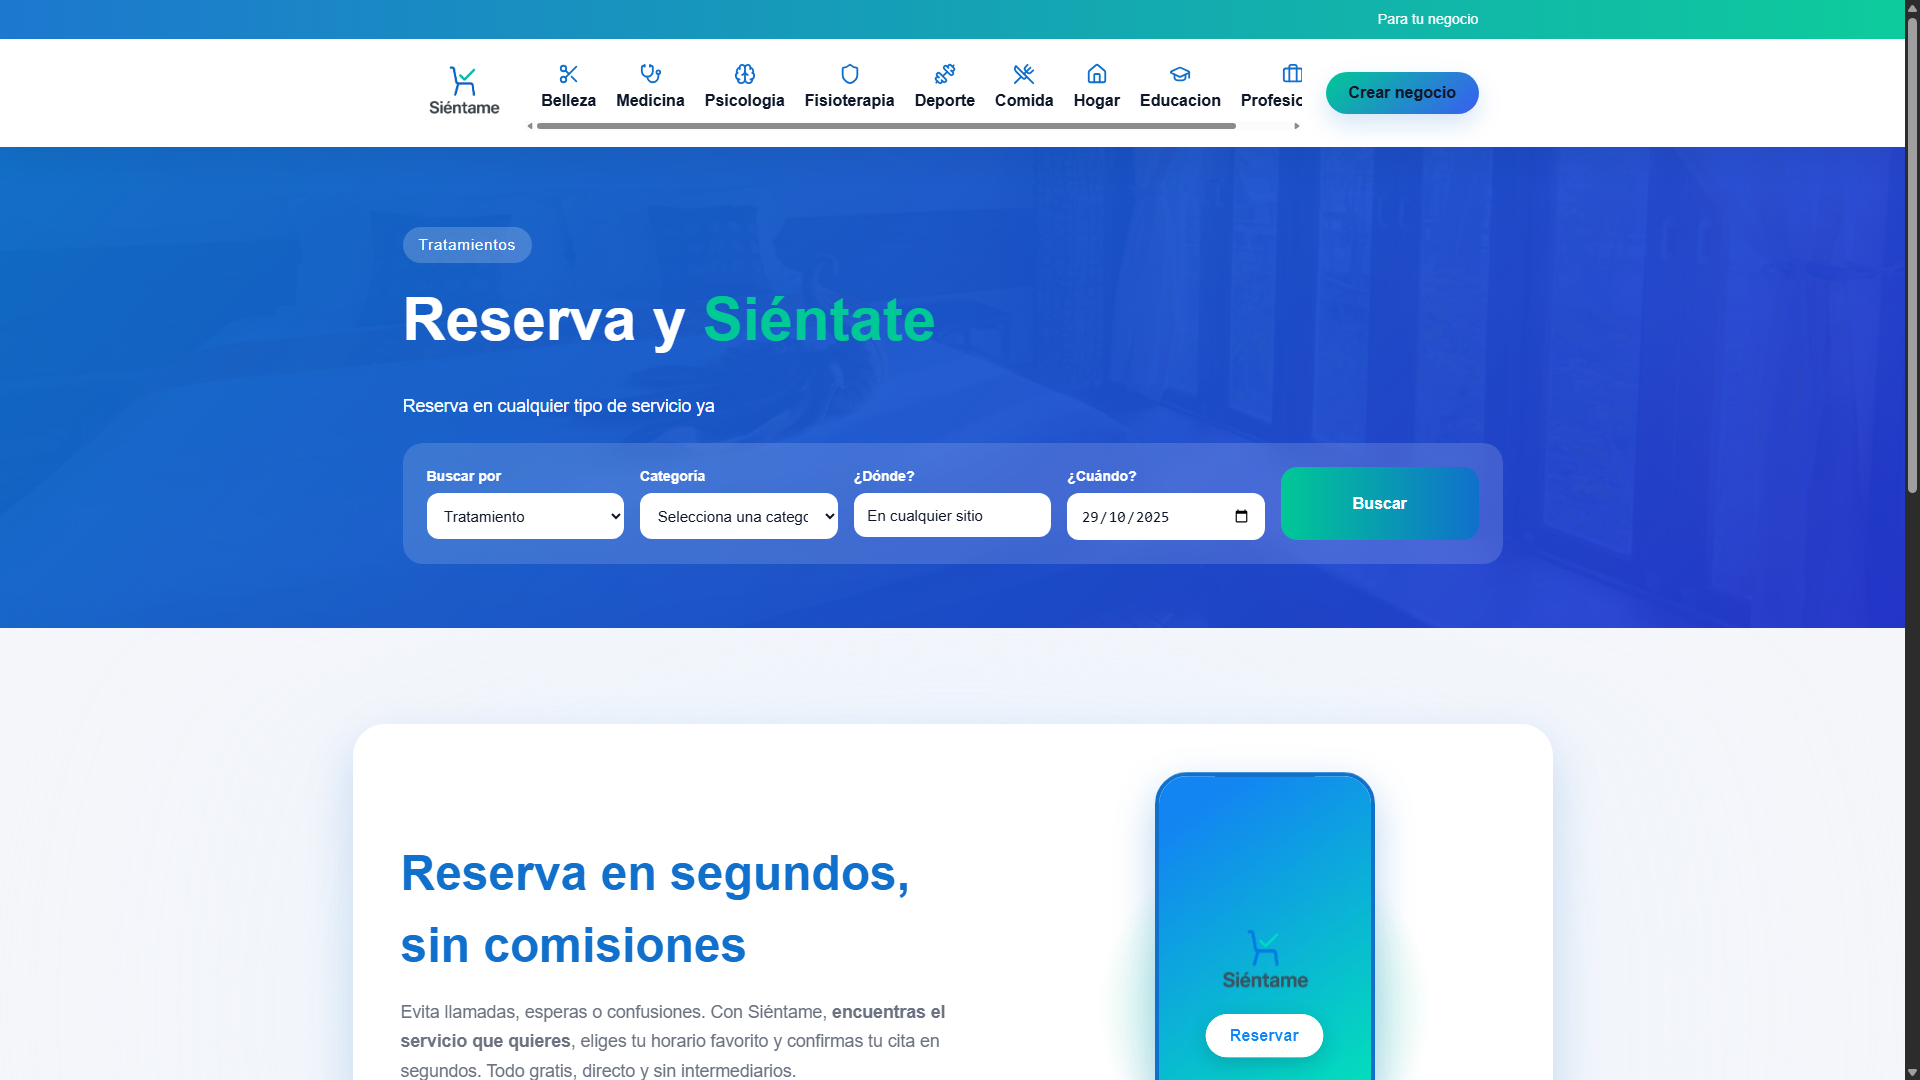 Para tu negocio
Siéntame
Belleza
Medicina
Psicologia
Fisioterapia
Deporte
Comida
Hogar
Educacion
Crear negocio
Tratamientos
Reserva y Siéntate
Reserva en cualquier tipo de servicio ya
Buscar por
Categoría
¿Dónde?
¿Cuándo?
Tratamiento
Selecciona una catego
En cualquier sitio
29/10/2025
Buscar
Reserva en segundos,
sin comisiones
Evita llamadas, esperas o confusiones. Con Siéntame, encuentras el
servicio que quieres, eliges tu horario favorito y confirmas tu cita en
segundos. Todo gratis, directo y sin intermediarios.
Siéntame
Reservar